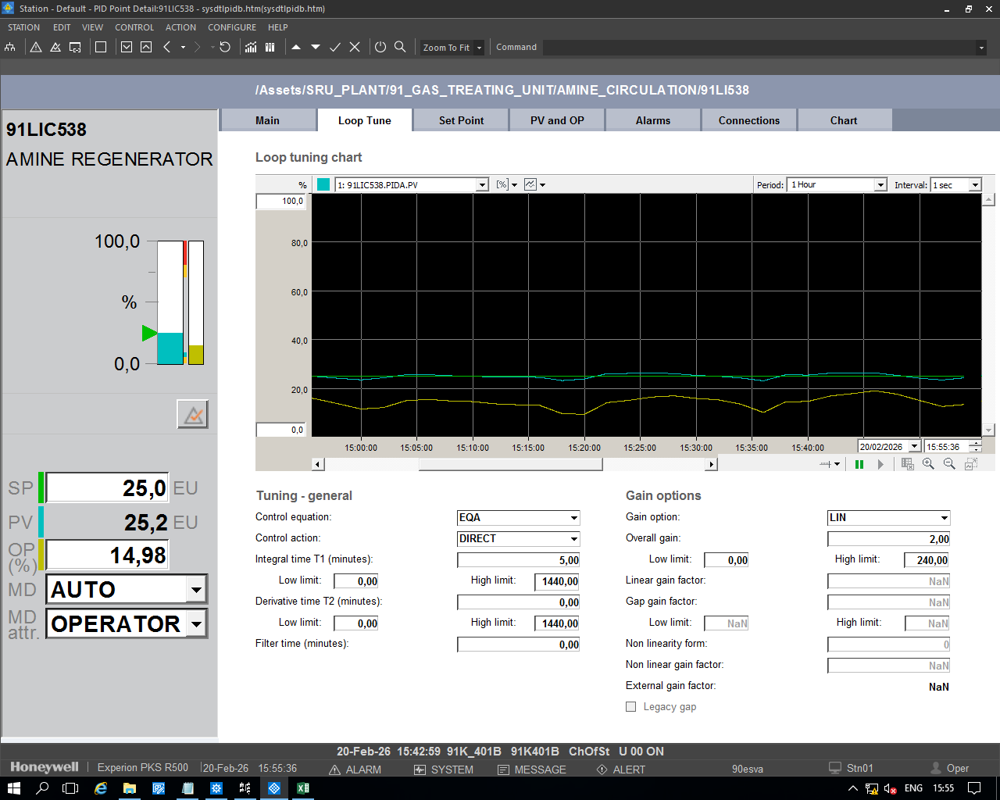 Station - Default - PID Point Detail:91LIC538 - sysdtlpidb.htm(sysdtlpidb.htm)
STATION EDIT VIEW CONTROL ACTION CONFIGURE HELP
Zoom To Fit Command
/Assets/SRU_PLANT/91_GAS_TREATING_UNIT/AMINE_CIRCULATION/91LI538
Main Loop Tune Set Point PV and OP Alarms Connections Chart
91LIC538
AMINE REGENERATOR
100,0
%
0,0
SP 25,0 EU
PV 25,2 EU
OP (%) 14,98
MD AUTO
MD attr. OPERATOR
Loop tuning chart
% 1: 91LIC538.PIDA.PV [%] Period: 1 Hour Interval: 1 sec
100,0
80,0
60,0
40,0
20,0
0,0
15:00:00 15:05:00 15:10:00 15:15:00 15:20:00 15:25:00 15:30:00 15:35:00 15:40:00 20/02/2026 15:55:36
Tuning - general
Control equation: EQA
Control action: DIRECT
Integral time T1 (minutes): 5,00
Low limit: 0,00 High limit: 1440,00
Derivative time T2 (minutes): 0,00
Low limit: 0,00 High limit: 1440,00
Filter time (minutes): 0,00
Gain options
Gain option: LIN
Overall gain: 2,00
Low limit: 0,00 High limit: 240,00
Linear gain factor: NaN
Gap gain factor: NaN
Low limit: NaN High limit: NaN
Non linearity form: 0
Non linear gain factor: NaN
External gain factor: NaN
Legacy gap
20-Feb-26 15:42:59 91K_401B 91K401B ChOfSt U 00 ON
Honeywell Experion PKS R500 20-Feb-26 15:55:36 ALARM SYSTEM MESSAGE ALERT 90esva Stn01 Oper
ENG 15:55